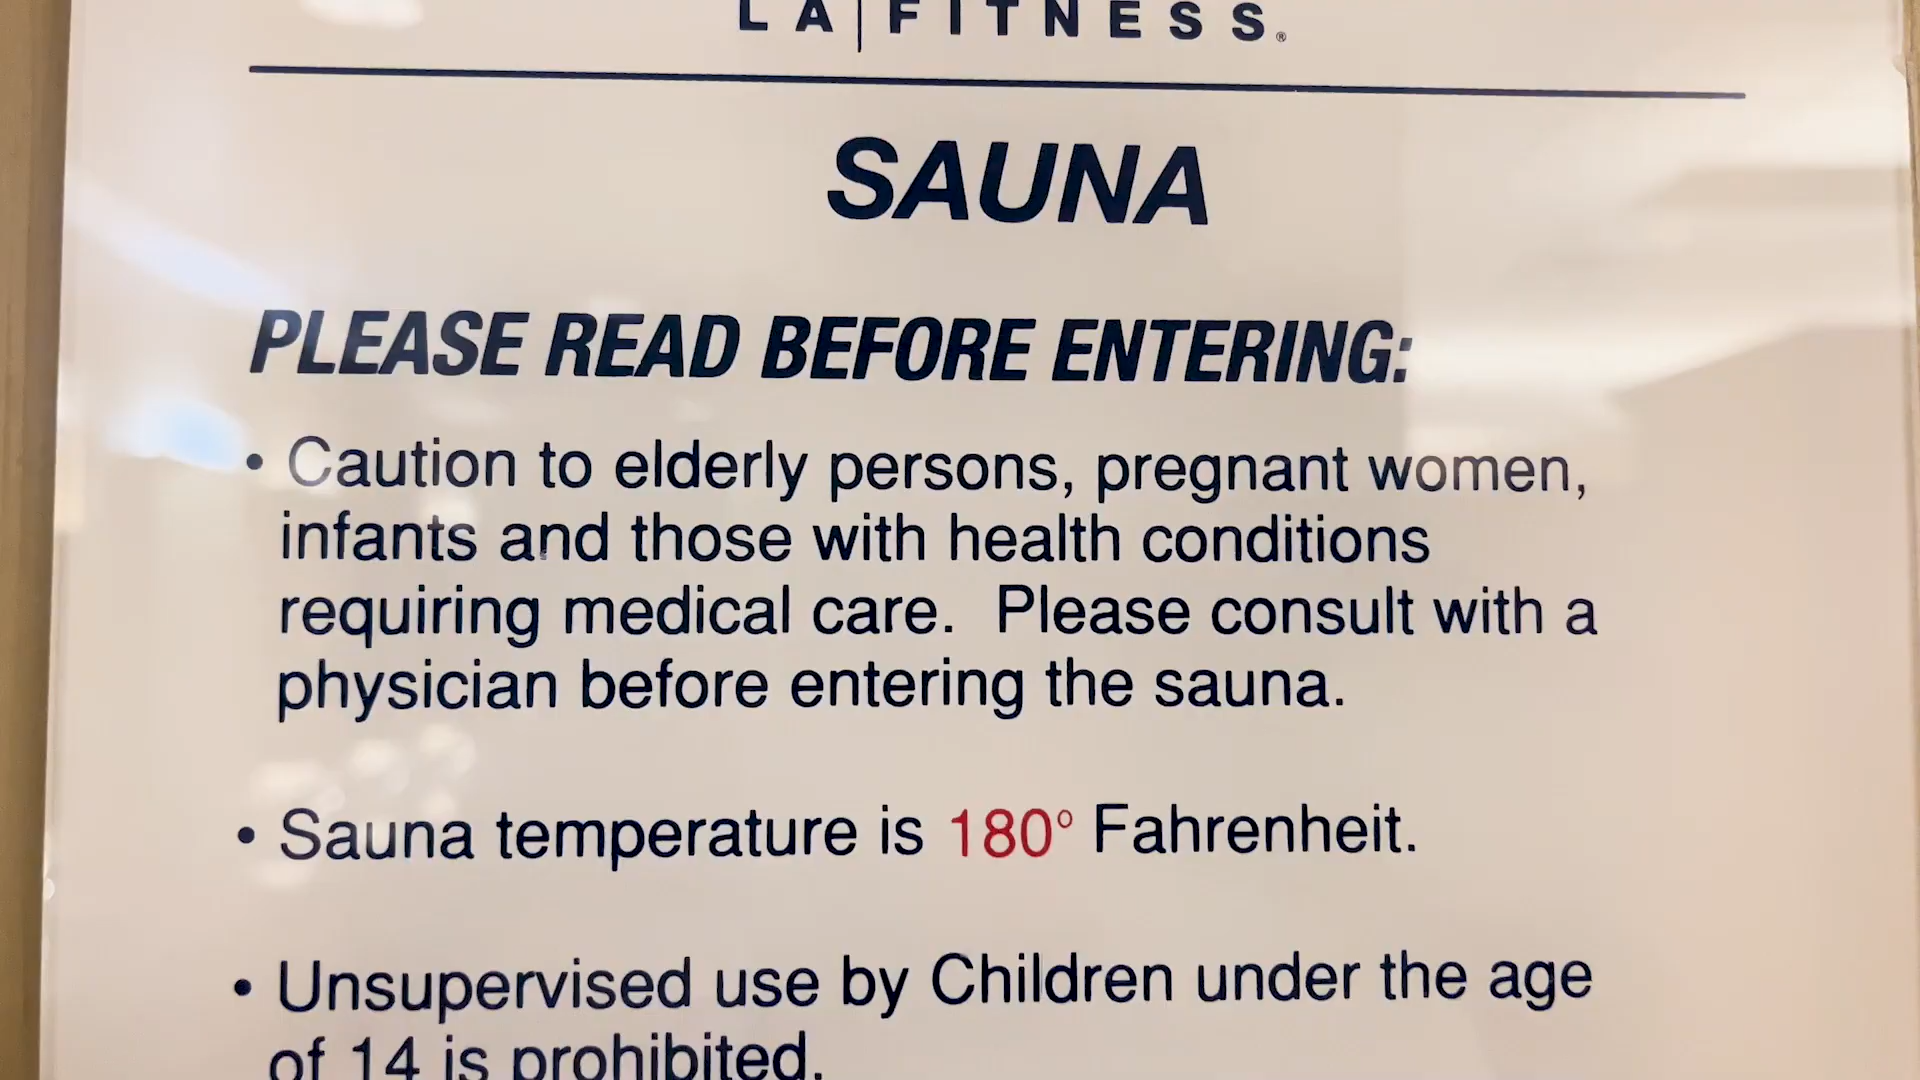 LA|FITNESS®
SAUNA
PLEASE READ BEFORE ENTERING:
• Caution to elderly persons, pregnant women,
infants and those with health conditions
requiring medical care.  Please consult with a
physician before entering the sauna.
• Sauna temperature is 180° Fahrenheit.
• Unsupervised use by Children under the age
of 14 is prohibited.